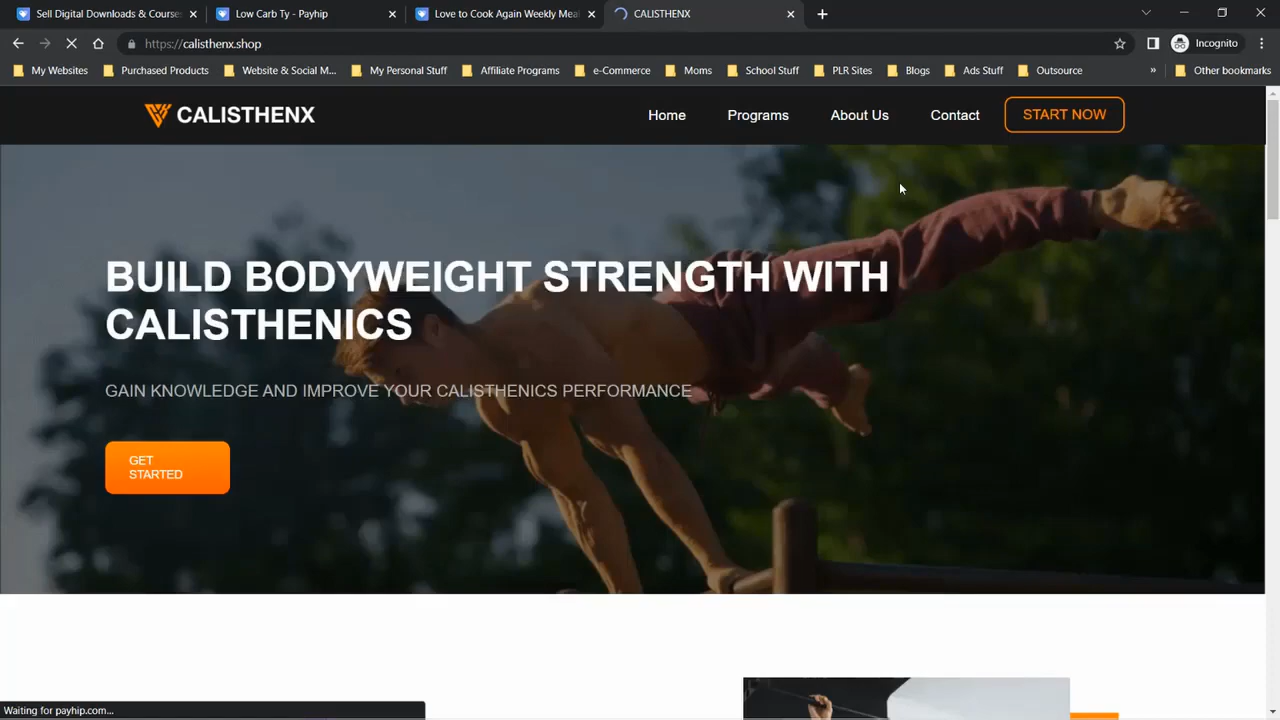 Sell Digital Downloads & Courses
Low Carb Ty - Payhip
Love to Cook Again Weekly Mea
CALISTHENX
https://calisthenx.shop
Incognito
My Websites
Purchased Products
Website & Social M...
My Personal Stuff
Affiliate Programs
e-Commerce
Moms
School Stuff
PLR Sites
Blogs
Ads Stuff
Outsource
»
Other bookmarks
CALISTHENX
Home
Programs
About Us
Contact
START NOW
BUILD BODYWEIGHT STRENGTH WITH
CALISTHENICS
GAIN KNOWLEDGE AND IMPROVE YOUR CALISTHENICS PERFORMANCE
GET
STARTED
Waiting for payhip.com...